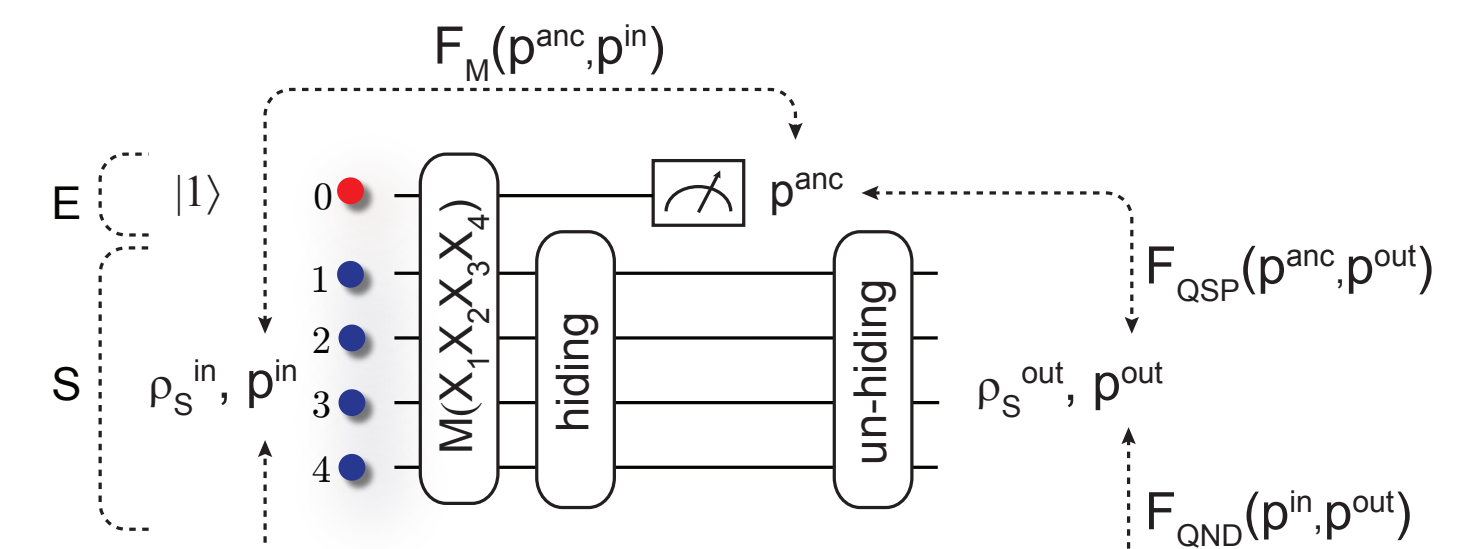 F_M(p^anc,p^in)
E |1⟩ 0 p^anc
M(X_1X_2X_3X_4)
hiding
un-hiding
1
2
S ρ_S^in, p^in
3
4
ρ_S^out, p^out
F_QSP(p^anc,p^out)
F_QND(p^in,p^out)